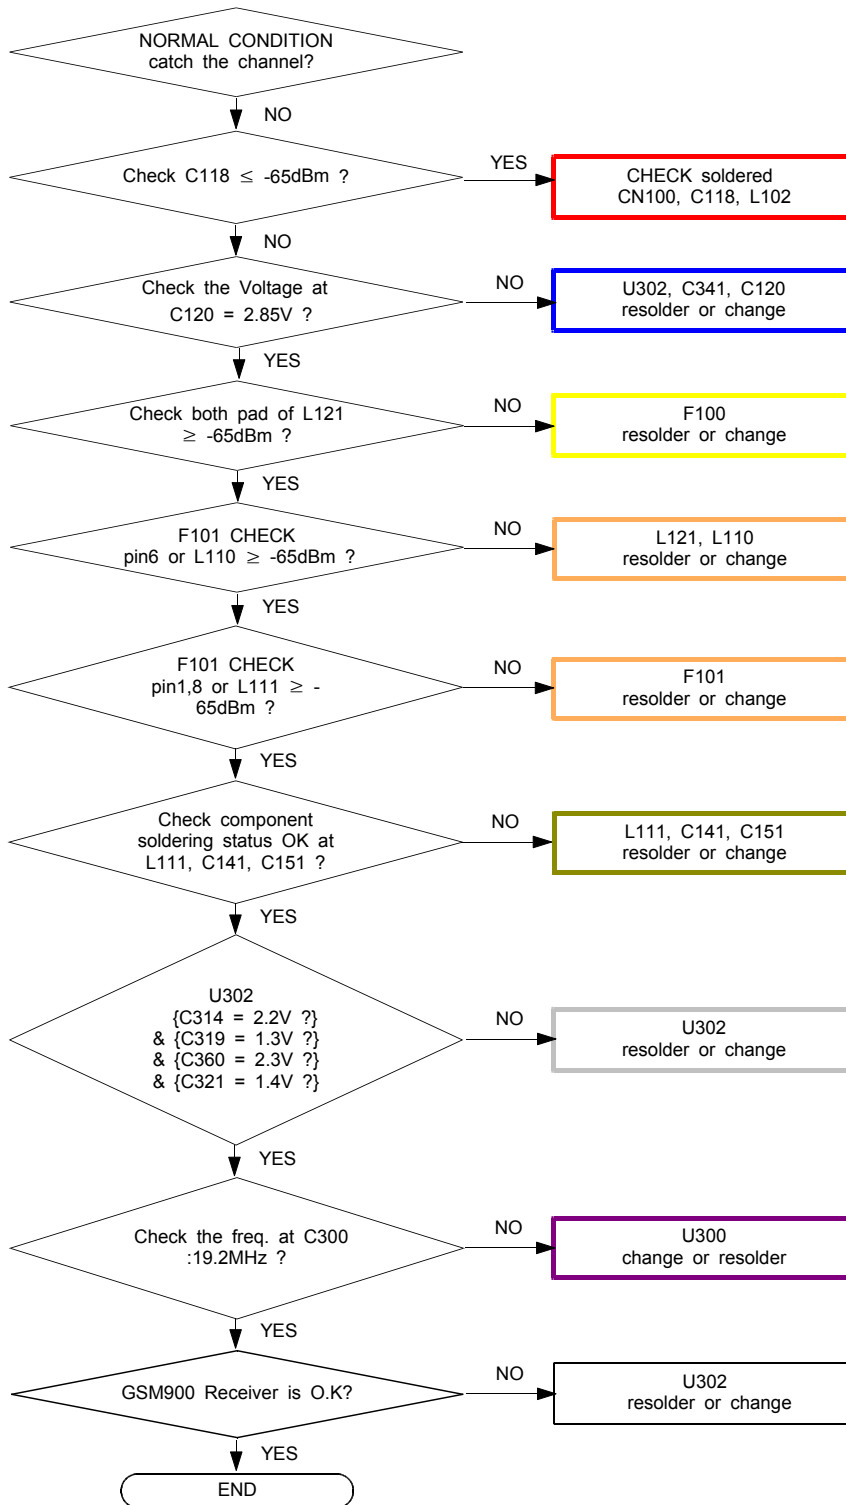 NORMAL CONDITION
catch the channel?
NO
Check C118 ≤ -65dBm ?
YES
CHECK soldered
CN100, C118, L102
NO
Check the Voltage at
C120 = 2.85V ?
NO
U302, C341, C120
resolder or change
YES
Check both pad of L121
≥ -65dBm ?
NO
F100
resolder or change
YES
F101 CHECK
pin6 or L110 ≥ -65dBm ?
NO
L121, L110
resolder or change
YES
F101 CHECK
pin1,8 or L111 ≥ -
65dBm ?
NO
F101
resolder or change
YES
Check component
soldering status OK at
L111, C141, C151 ?
NO
L111, C141, C151
resolder or change
YES
U302
{C314 = 2.2V ?}
& {C319 = 1.3V ?}
& {C360 = 2.3V ?}
& {C321 = 1.4V ?}
NO
U302
resolder or change
YES
Check the freq. at C300
:19.2MHz ?
NO
U300
change or resolder
YES
GSM900 Receiver is O.K?
NO
U302
resolder or change
YES
END